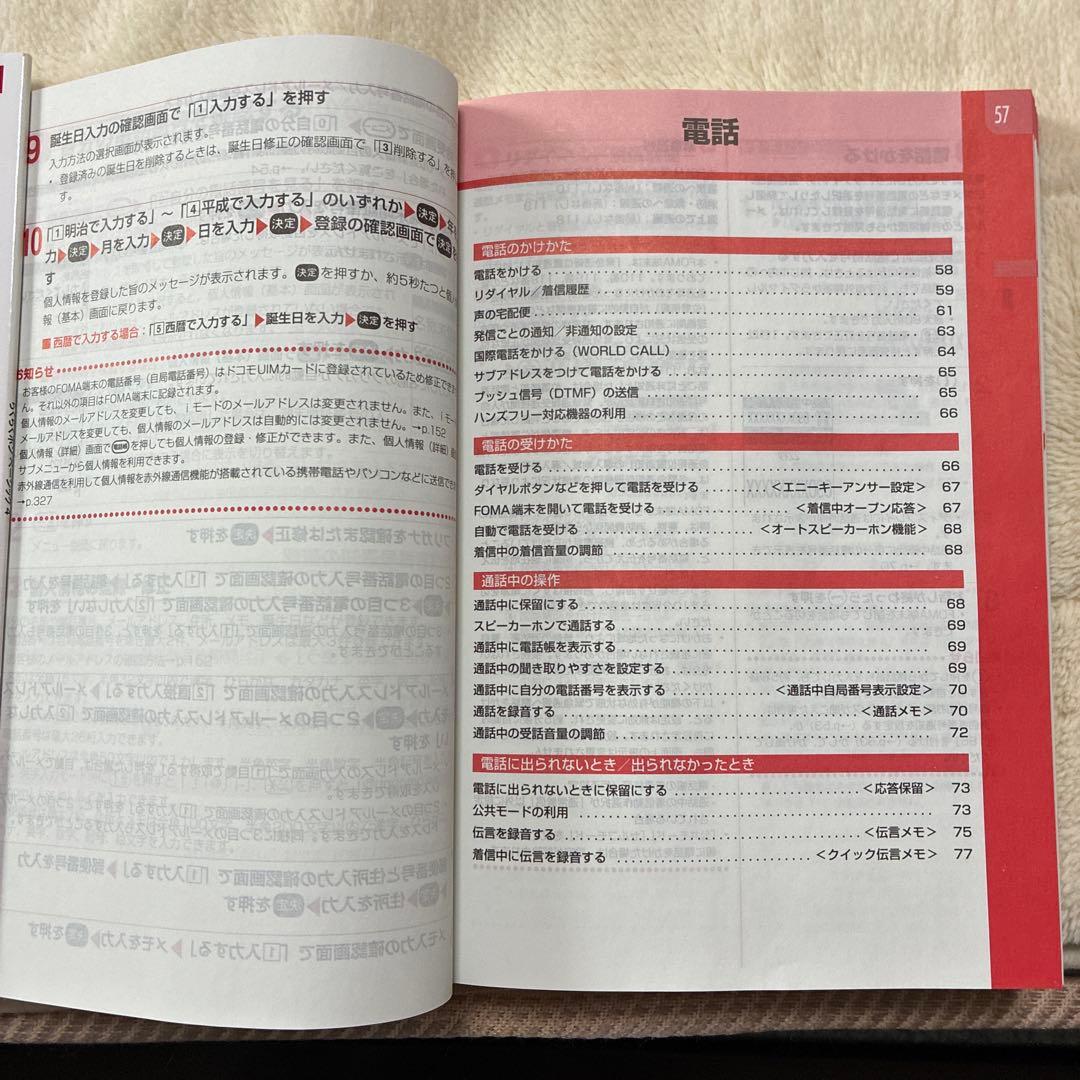 9 誕生日入力の確認画面で「1入力する」を押す
入力方法の選択画面が表示されます。
・登録済みの誕生日を削除するときは、誕生日修正の確認画面で「3削除する」を押
す。
10「1明治で入力する」～「4平成で入力する」のいずれか▶決定▶年
力▶決定▶月を入力▶決定▶日を入力▶決定▶登録の確認画面で決定を
す
個人情報を登録した旨のメッセージが表示されます。決定を押すか、約5秒たつと個人
報（基本）画面に戻ります。
■ 西暦で入力する場合：「5西暦で入力する」▶誕生日を入力▶決定を押す
お知らせ
お客様のFOMA端末の電話番号（自局電話番号）はドコモUIMカードに登録されているため修正でき
ん。それ以外の項目はFOMA端末に記録されます。
個人情報のメールアドレスを変更しても、iモードのメールアドレスは変更されません。また、iモー
メールアドレスを変更しても、個人情報のメールアドレスは自動的には変更されません。→p.152
個人情報（詳細）画面で電話帳を押しても個人情報の登録・修正ができます。また、個人情報（詳細）画
サブメニューから個人情報を利用できます。
赤外線通信を利用して個人情報を赤外線通信機能が搭載されている携帯電話やパソコンなどに送信でき
→p.327
57
電話
電話のかけかた
電話をかける 58
リダイヤル／着信履歴 59
声の宅配便 61
発信ごとの通知／非通知の設定 63
国際電話をかける（WORLD CALL） 64
サブアドレスをつけて電話をかける 65
プッシュ信号（DTMF）の送信 65
ハンズフリー対応機器の利用 66
電話の受けかた
電話を受ける 66
ダイヤルボタンなどを押して電話を受ける <エニーキーアンサー設定> 67
FOMA端末を開いて電話を受ける <着信中オープン応答> 67
自動で電話を受ける <オートスピーカーホン機能> 68
着信中の着信音量の調節 68
通話中の操作
通話中に保留にする 68
スピーカーホンで通話する 69
通話中に電話帳を表示する 69
通話中の聞き取りやすさを設定する 69
通話中に自分の電話番号を表示する <通話中自局番号表示設定> 70
通話を録音する <通話メモ> 70
通話中の受話音量の調節 72
電話に出られないとき／出られなかったとき
電話に出られないときに保留にする <応答保留> 73
公共モードの利用 73
伝言を録音する <伝言メモ> 75
着信中に伝言を録音する <クイック伝言メモ> 77